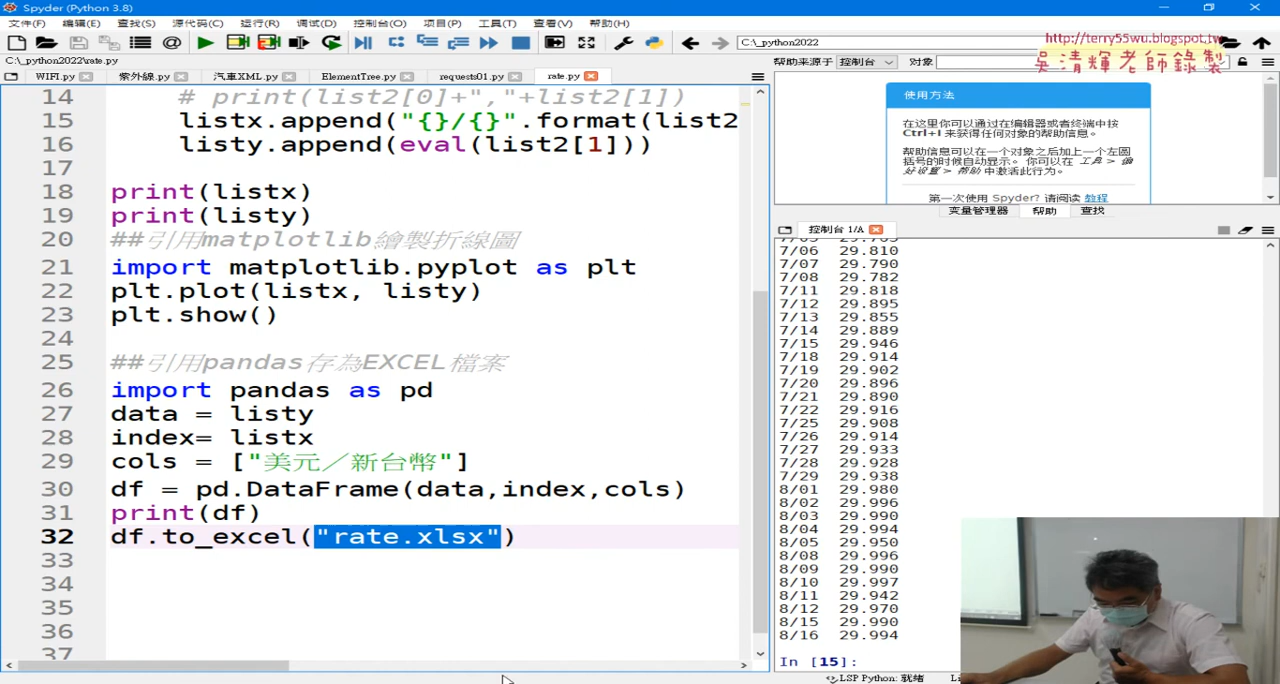 Spyder (Python 3.8)
文件(F) 编辑(E) 查找(S) 源代码(C) 运行(R) 调试(D) 控制台(O) 项目(P) 工具(T) 查看(V) 帮助(H)
C:\_python2022
http://terry55wu.blogspot.tw
吳清輝老師錄製
C:\_python2022\rate.py
WIFI.py 紫外線.py 汽車XML.py ElementTree.py requests01.py rate.py
帮助来源于 控制台 对象
14 # print(list2[0]+","+list2[1])
15 listx.append("{}/{}".format(list2
16 listy.append(eval(list2[1]))
17
18 print(listx)
19 print(listy)
20 ##引用matplotlib繪製折線圖
21 import matplotlib.pyplot as plt
22 plt.plot(listx, listy)
23 plt.show()
24
25 ##引用pandas存為EXCEL檔案
26 import pandas as pd
27 data = listy
28 index= listx
29 cols = ["美元／新台幣"]
30 df = pd.DataFrame(data,index,cols)
31 print(df)
32 df.to_excel("rate.xlsx")
33
34
35
36
37
使用方法
在这里你可以通过在编辑器或者终端中按
Ctrl+I 来获得任何对象的帮助信息。
帮助信息可以在一个对象之后加上一个左圆
括号的时候自动显示。 你可以在 工具 > 偏
好设置 > 帮助 中激活此行为。
第一次使用 Spyder? 请阅读 教程
变量管理器 帮助 查找
控制台 1/A
7/06 29.810
7/07 29.790
7/08 29.782
7/11 29.818
7/12 29.895
7/13 29.855
7/14 29.889
7/15 29.946
7/18 29.914
7/19 29.902
7/20 29.896
7/21 29.890
7/22 29.916
7/25 29.908
7/26 29.914
7/27 29.933
7/28 29.928
7/29 29.938
8/01 29.980
8/02 29.996
8/03 29.990
8/04 29.994
8/05 29.950
8/08 29.996
8/09 29.990
8/10 29.997
8/11 29.942
8/12 29.970
8/15 29.990
8/16 29.994
In [15]:
LSP Python: 就绪